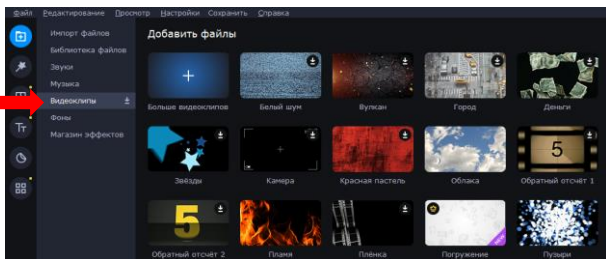 Файл Редактирование Просмотр Настройки Сохранить Справка
Импорт файлов
Библиотека файлов
Звуки
Музыка
Видеоклипы
Фоны
Магазин эффектов
Добавить файлы
Больше видеоклипов Белый шум Вулкан Город Деньги
5
Звёзды Камера Красная пастель Облака Обратный отсчёт 1
5
NEW
Обратный отсчёт 2 Пламя Плёнка Погружение Пузыри
Тт